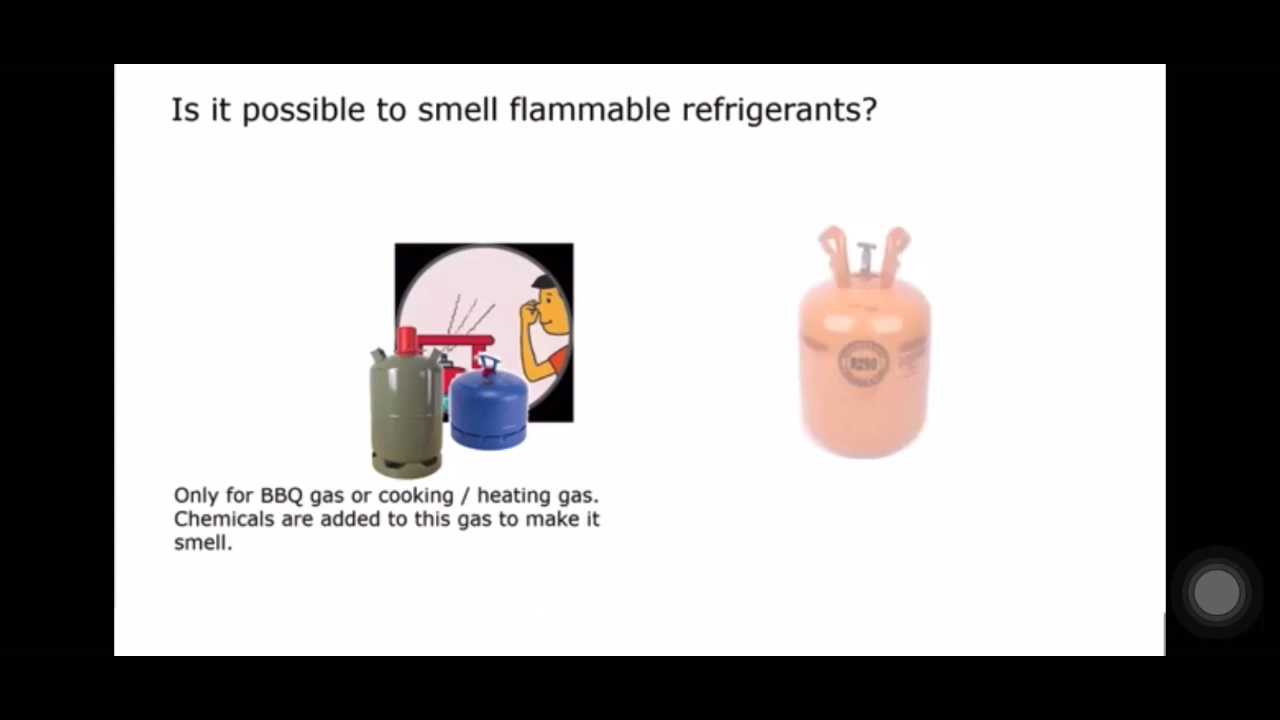 Is it possible to smell flammable refrigerants?
R290
Only for BBQ gas or cooking / heating gas.
Chemicals are added to this gas to make it
smell.